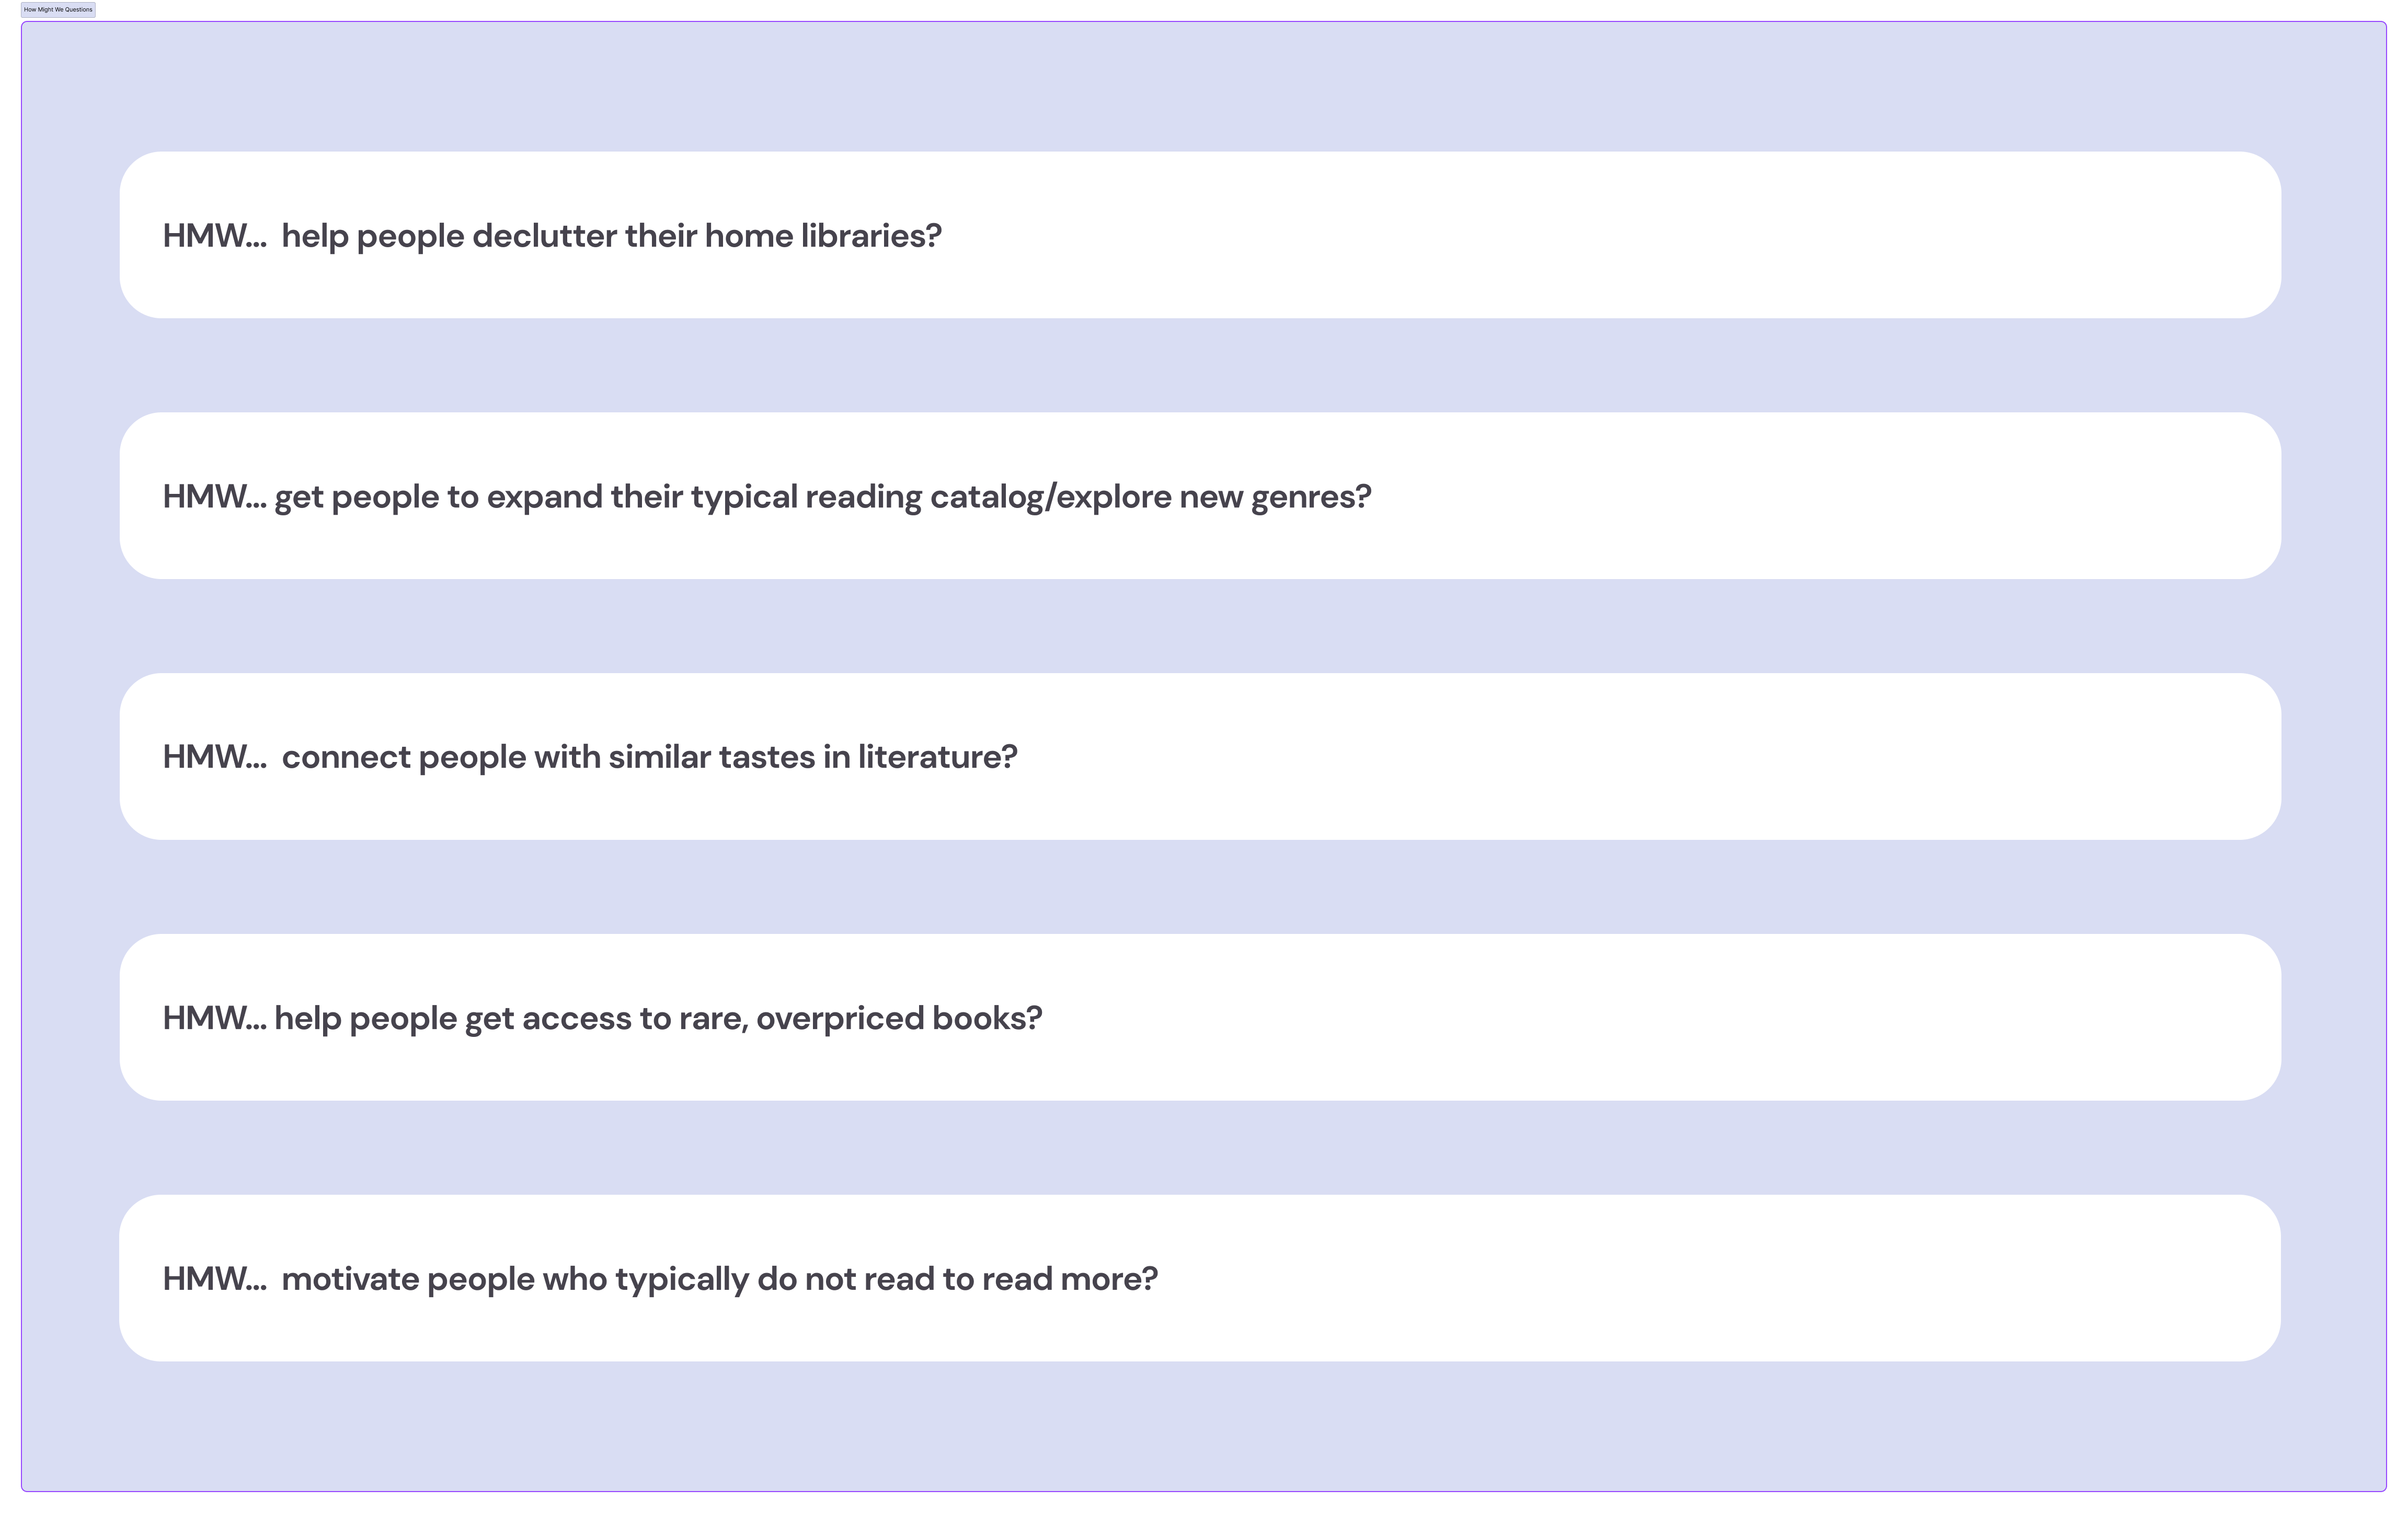 How Might We Questions
HMW... help people declutter their home libraries?
HMW... get people to expand their typical reading catalog/explore new genres?
HMW... connect people with similar tastes in literature?
HMW... help people get access to rare, overpriced books?
HMW... motivate people who typically do not read to read more?